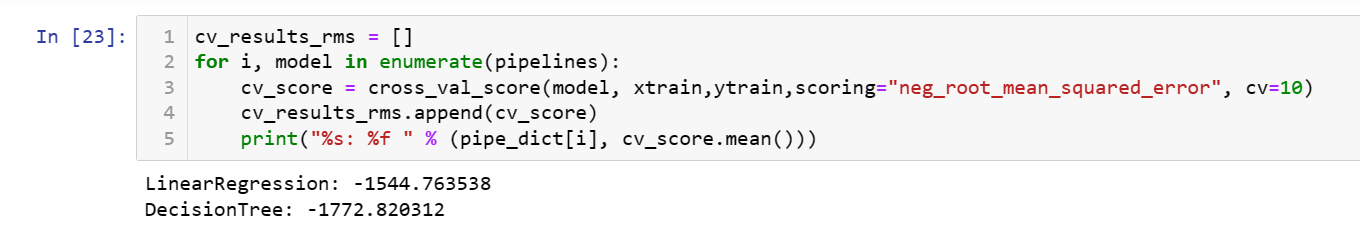 In [23]:
1 cv_results_rms = []
2 for i, model in enumerate(pipelines):
3     cv_score = cross_val_score(model, xtrain,ytrain,scoring="neg_root_mean_squared_error", cv=10)
4     cv_results_rms.append(cv_score)
5     print("%s: %f " % (pipe_dict[i], cv_score.mean()))
LinearRegression: -1544.763538
DecisionTree: -1772.820312